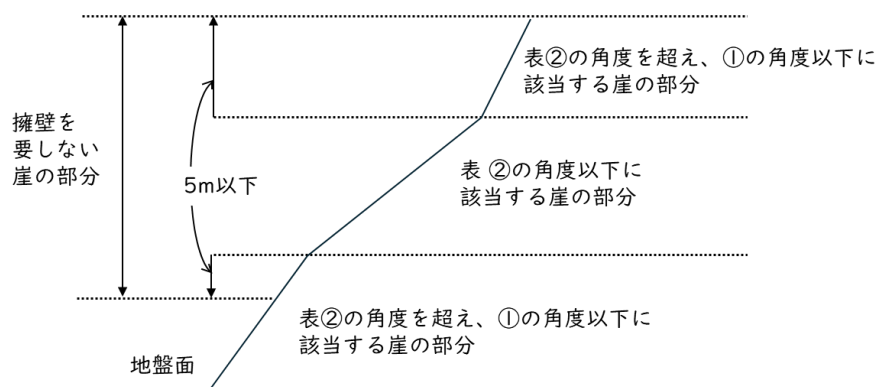 表②の角度を超え、①の角度以下に
該当する崖の部分
擁壁を
要しない
崖の部分
表 ②の角度以下に
該当する崖の部分
5m以下
表②の角度を超え、①の角度以下に
該当する崖の部分
地盤面